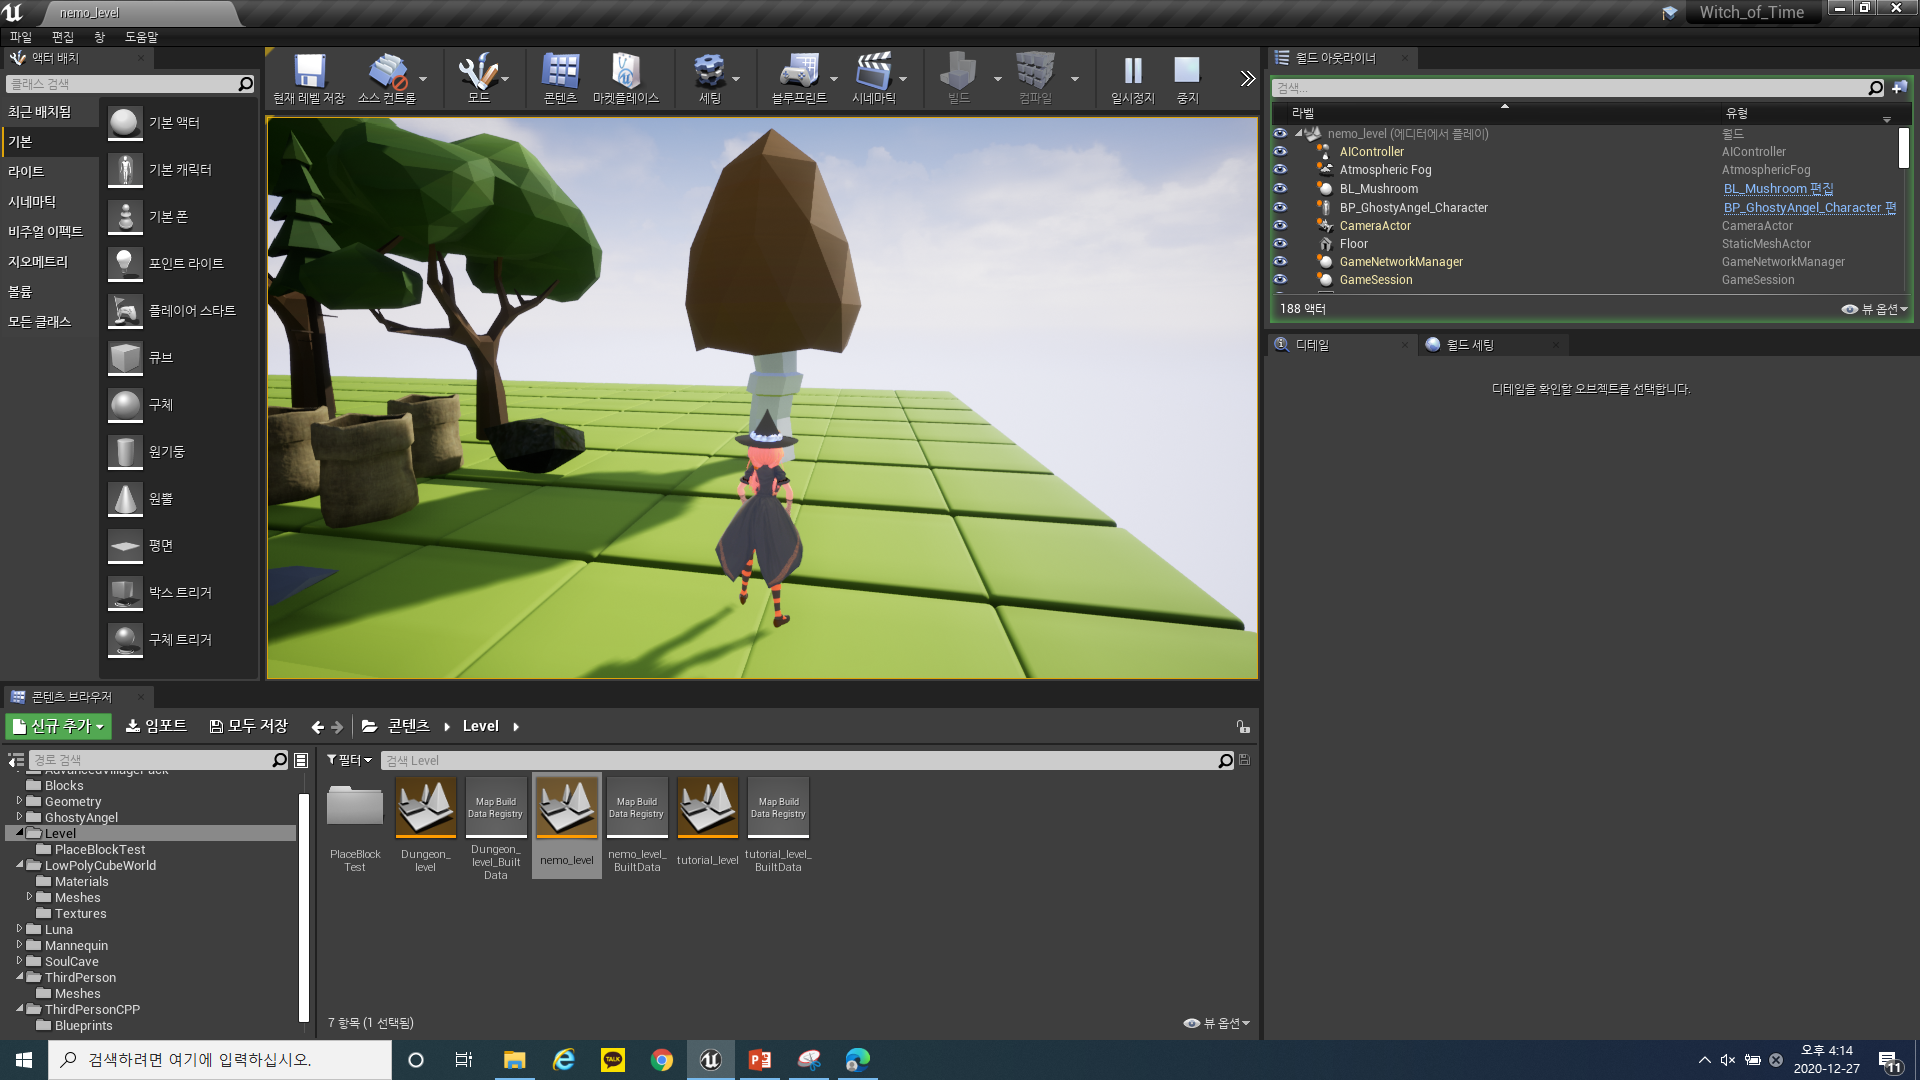 nemo_level
Witch_of_Time
파일 편집 창 도움말
액터 배치
클래스 검색
최근 배치됨
기본
라이트
시네마틱
비주얼 이펙트
지오메트리
볼륨
모든 클래스
기본 액터
기본 캐릭터
기본 폰
포인트 라이트
플레이어 스타트
큐브
구체
원기둥
원뿔
평면
박스 트리거
구체 트리거
현재 레벨 저장 소스 컨트롤 모드 콘텐츠 마켓플레이스 세팅 블루프린트 시네마틱 빌드 컴파일 일시정지 중지
월드 아웃라이너
검색...
라벨 유형
nemo_level (에디터에서 플레이) 월드
AIController AIController
Atmospheric Fog AtmosphericFog
BL_Mushroom BL_Mushroom 편집
BP_GhostyAngel_Character BP_GhostyAngel_Character 편
CameraActor CameraActor
Floor StaticMeshActor
GameNetworkManager GameNetworkManager
GameSession GameSession
188 액터 뷰 옵션
디테일 월드 세팅
디테일을 확인할 오브젝트를 선택합니다.
콘텐츠 브라우저
신규 추가 임포트 모두 저장 콘텐츠 Level
경로 검색
필터 검색 Level
AdvancedVillagePack
Blocks
Geometry
GhostyAngel
Level
PlaceBlockTest
LowPolyCubeWorld
Materials
Meshes
Textures
Luna
Mannequin
SoulCave
ThirdPerson
Meshes
ThirdPersonCPP
Blueprints
Map Build
Data Registry
Map Build
Data Registry
Map Build
Data Registry
PlaceBlock
Test
Dungeon_
level
Dungeon_
level_Built
Data
nemo_level
nemo_level_
BuiltData
tutorial_level
tutorial_level_
BuiltData
7 항목 (1 선택됨) 뷰 옵션
검색하려면 여기에 입력하십시오.
TALK
오후 4:14
2020-12-27
11